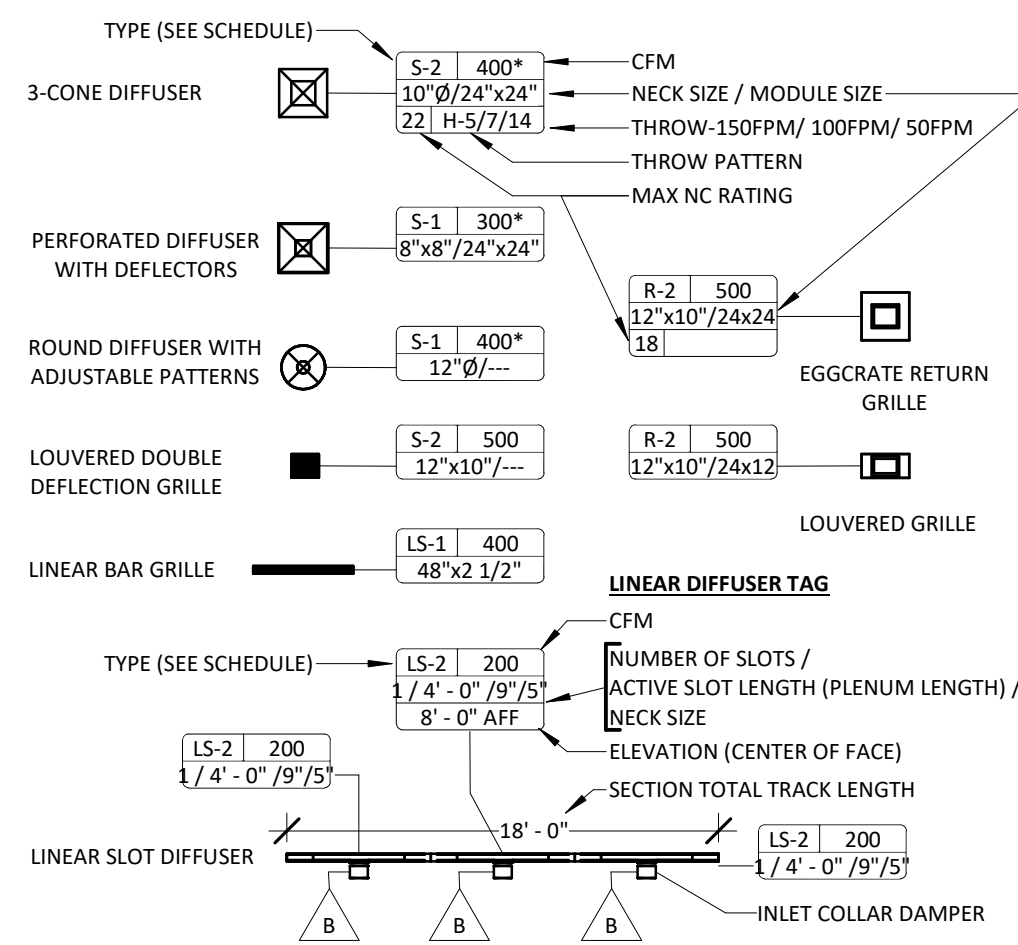 TYPE (SEE SCHEDULE)
3-CONE DIFFUSER
S-2 400*
10"Ø/24"x24"
22 H-5/7/14
CFM
NECK SIZE / MODULE SIZE
THROW-150FPM/ 100FPM/ 50FPM
THROW PATTERN
MAX NC RATING
PERFORATED DIFFUSER
WITH DEFLECTORS
S-1 300*
8"x8"/24"x24"
R-2 500
12"x10"/24x24
18
EGGCRATE RETURN
GRILLE
ROUND DIFFUSER WITH
ADJUSTABLE PATTERNS
S-1 400*
12"Ø/---
LOUVERED DOUBLE
DEFLECTION GRILLE
S-2 500
12"x10"/---
R-2 500
12"x10"/24x12
LOUVERED GRILLE
LINEAR BAR GRILLE
LS-1 400
48"x2 1/2"
LINEAR DIFFUSER TAG
CFM
TYPE (SEE SCHEDULE)
LS-2 200
1 / 4' - 0" /9"/5"
8' - 0" AFF
NUMBER OF SLOTS /
ACTIVE SLOT LENGTH (PLENUM LENGTH) /
NECK SIZE
ELEVATION (CENTER OF FACE)
LS-2 200
1 / 4' - 0" /9"/5"
SECTION TOTAL TRACK LENGTH
18' - 0"
LINEAR SLOT DIFFUSER
LS-2 200
1 / 4' - 0" /9"/5"
B B B
INLET COLLAR DAMPER